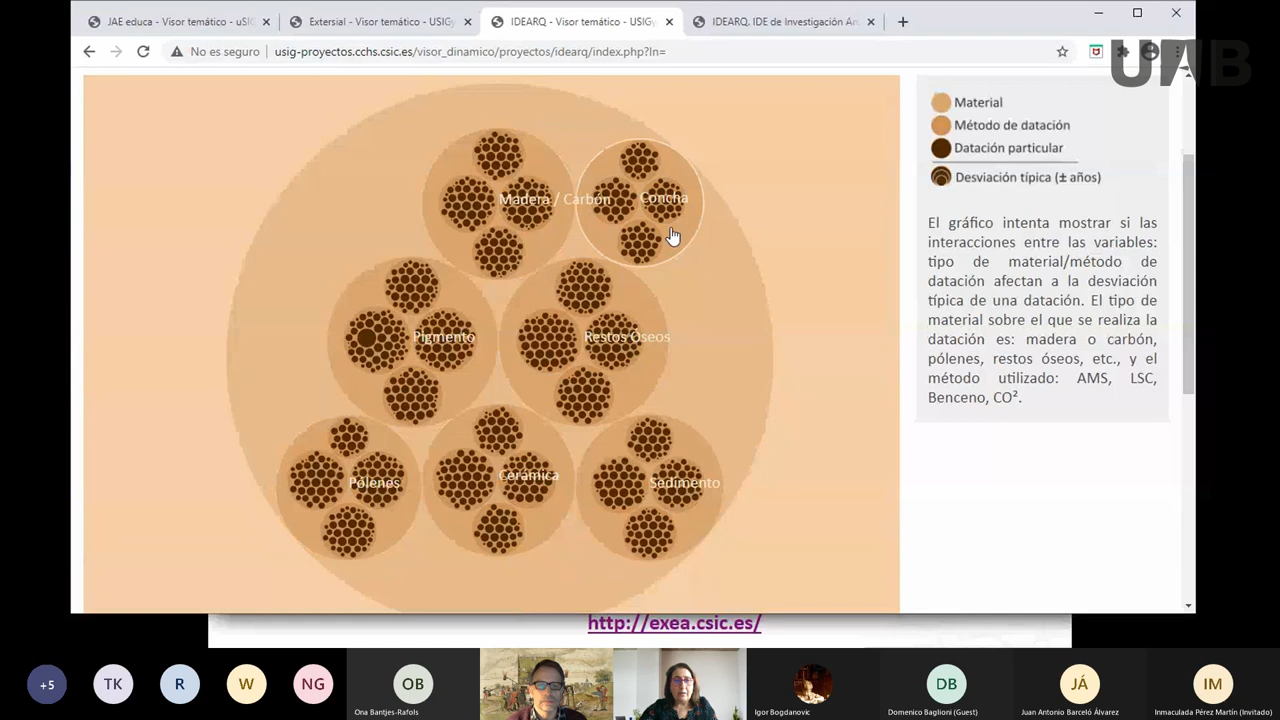 JAE educa - Visor temático - uSIG
Extersial - Visor temático - USIGy
IDEARQ - Visor temático - USIGy
IDEARQ. IDE de Investigación Ar
No es seguro
usig-proyectos.cchs.csic.es/visor_dinamico/proyectos/idearq/index.php?ln=
UAB
Material
Método de datación
Datación particular
Desviación típica (± años)
Madera / Carbón
Concha
Pigmento
Restos Óseos
Pólenes
Cerámica
Sedimento
El gráfico intenta mostrar si las
interacciones entre las variables:
tipo de material/método de
datación afectan a la desviación
típica de una datación. El tipo de
material sobre el que se realiza la
datación es: madera o carbón,
pólenes, restos óseos, etc., y el
método utilizado: AMS, LSC,
Benceno, CO².
http://exea.csic.es/
+5
TK
R
W
NG
OB
DB
JÁ
IM
Ona Bantjes-Rafols
Igor Bogdanovic
Domenico Baglioni (Guest)
Juan Antonio Barceló Álvarez
Inmaculada Pérez Martín (Invitado)